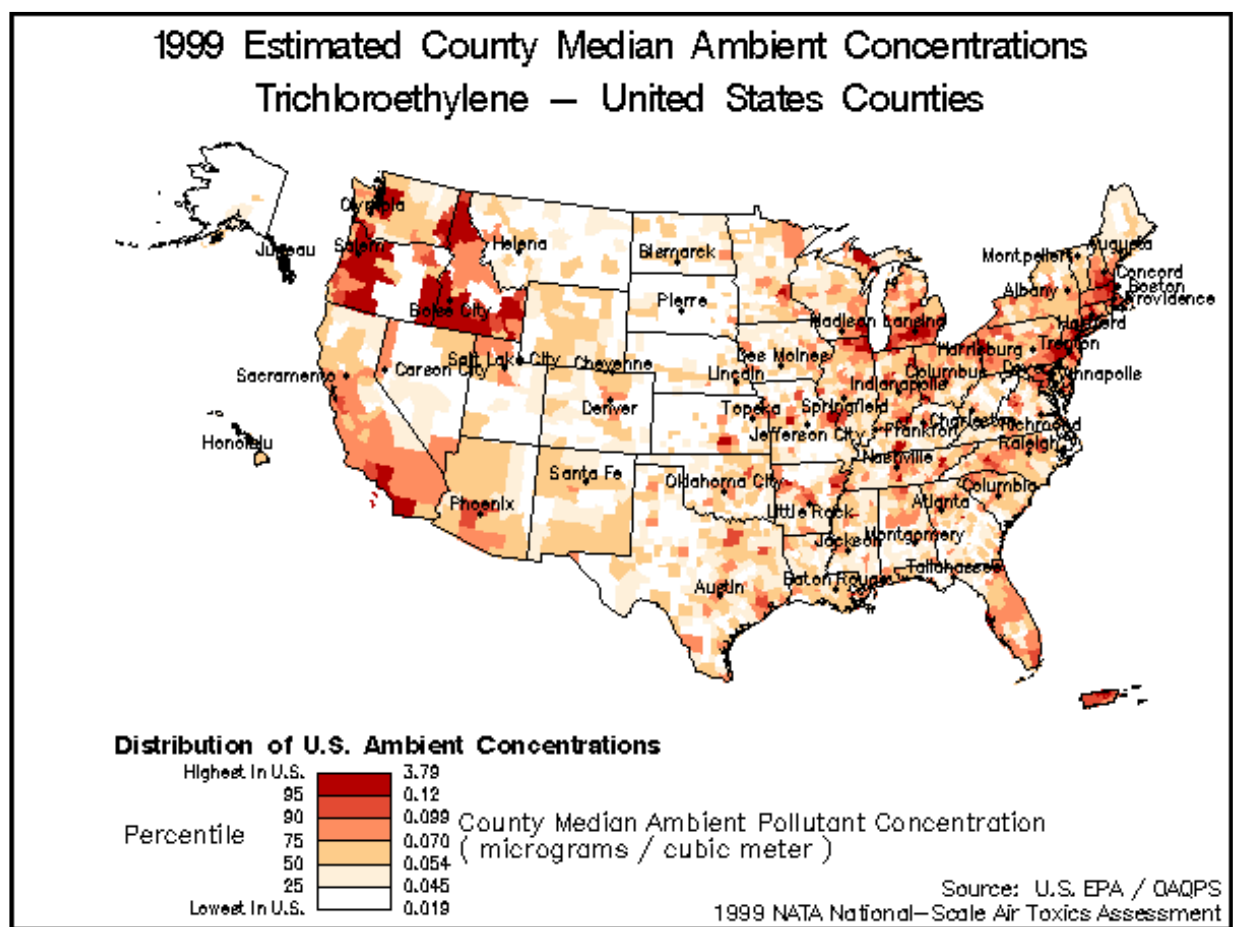 1999 Estimated County Median Ambient Concentrations
Trichloroethylene – United States Counties
Olympia
Salem
Juneau
Helena
Bismarck
Montpelier
Augusta
Concord
Boston
Albany
Providence
Pierre
Boise City
Madison
Lansing
Hartford
Harrisburg
Trenton
Des Moines
Salt Lake City
Cheyenne
Carson City
Sacramento
Lincoln
Columbus
Annapolis
Indianapolis
Denver
Topeka
Springfield
Charleston
Richmond
Honolulu
Jefferson City
Frankfort
Raleigh
Nashville
Santa Fe
Oklahoma City
Columbia
Phoenix
Little Rock
Atlanta
Jackson
Montgomery
Tallahassee
Austin
Baton Rouge
Distribution of U.S. Ambient Concentrations
Highest In U.S. 3.79
95 0.12
90 0.099
75 0.070
50 0.054
25 0.045
Lowest In U.S. 0.019
Percentile
County Median Ambient Pollutant Concentration
( micrograms / cubic meter )
Source: U.S. EPA / OAQPS
1999 NATA National–Scale Air Toxics Assessment